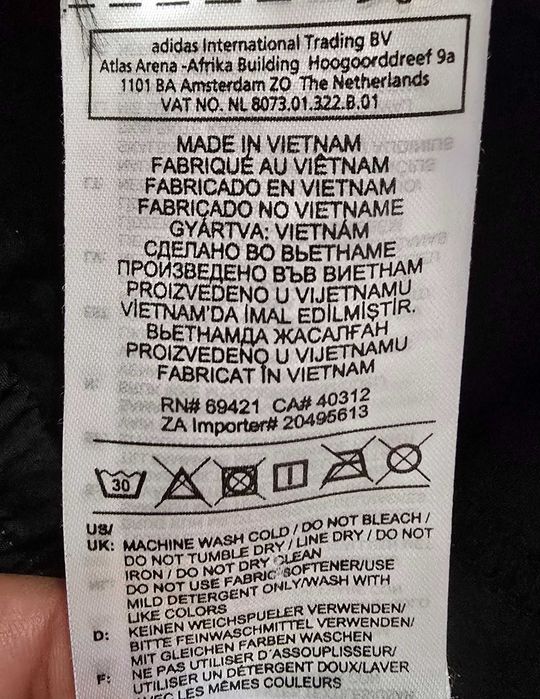 adidas International Trading BV
Atlas Arena -Afrika Building Hoogoorddreef 9a
1101 BA Amsterdam ZO The Netherlands
VAT NO. NL 8073.01.322.B.01
MADE IN VIETNAM
FABRIQUÉ AU VIÊTNAM
FABRICADO EN VIETNAM
FABRICADO NO VIETNAME
GYÁRTVA: VIETNÁM
СДЕЛАНО ВО ВЬЕТНАМЕ
ПРОИЗВЕДЕНО ВЪВ ВИЕТНАМ
PROIZVEDENO U VIJETNAMU
VİETNAM'DA İMAL EDİLMİŞTİR.
ВЬЕТНАМДА ЖАСАЛҒАН
PROIZVEDENO U VIJETNAMU
FABRICAT ÎN VIETNAM
RN# 69421 CA# 40312
ZA Importer# 20495613
30
US/
UK: MACHINE WASH COLD / DO NOT BLEACH /
DO NOT TUMBLE DRY / LINE DRY / DO NOT
IRON / DO NOT DRY CLEAN
DO NOT USE FABRIC SOFTENER/USE
MILD DETERGENT ONLY/WASH WITH
LIKE COLORS
D: KEINEN WEICHSPUELER VERWENDEN/
BITTE FEINWASCHMITTEL VERWENDEN/
MIT GLEICHEN FARBEN WASCHEN
F: NE PAS UTILISER D'ASSOUPLISSEUR/
UTILISER UN DÉTERGENT DOUX/LAVER
AVEC LES MÊMES COULEURS